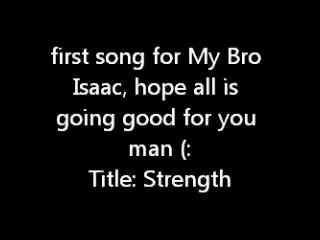 first song for My Bro
Isaac, hope all is
going good for you
man (:
Title: Strength